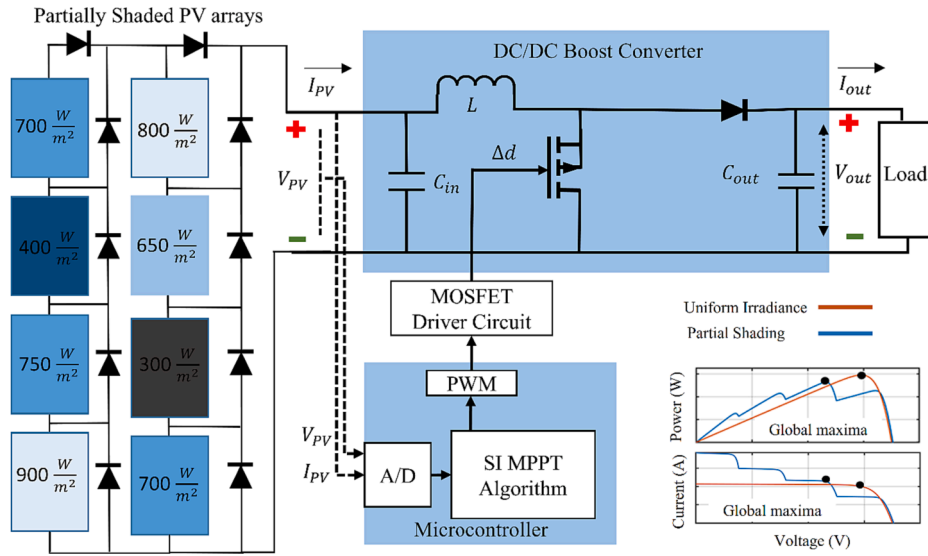 Partially Shaded PV arrays
700 W/m²
400 W/m²
750 W/m²
900 W/m²
800 W/m²
650 W/m²
300 W/m²
700 W/m²
I_PV
+
V_PV
−
DC/DC Boost Converter
L
C_in
Δd
C_out
I_out
+
V_out
−
Load
MOSFET
Driver Circuit
PWM
V_PV
I_PV
A/D
SI MPPT
Algorithm
Microcontroller
Uniform Irradiance
Partial Shading
Power (W)
Global maxima
Current (A)
Global maxima
Voltage (V)